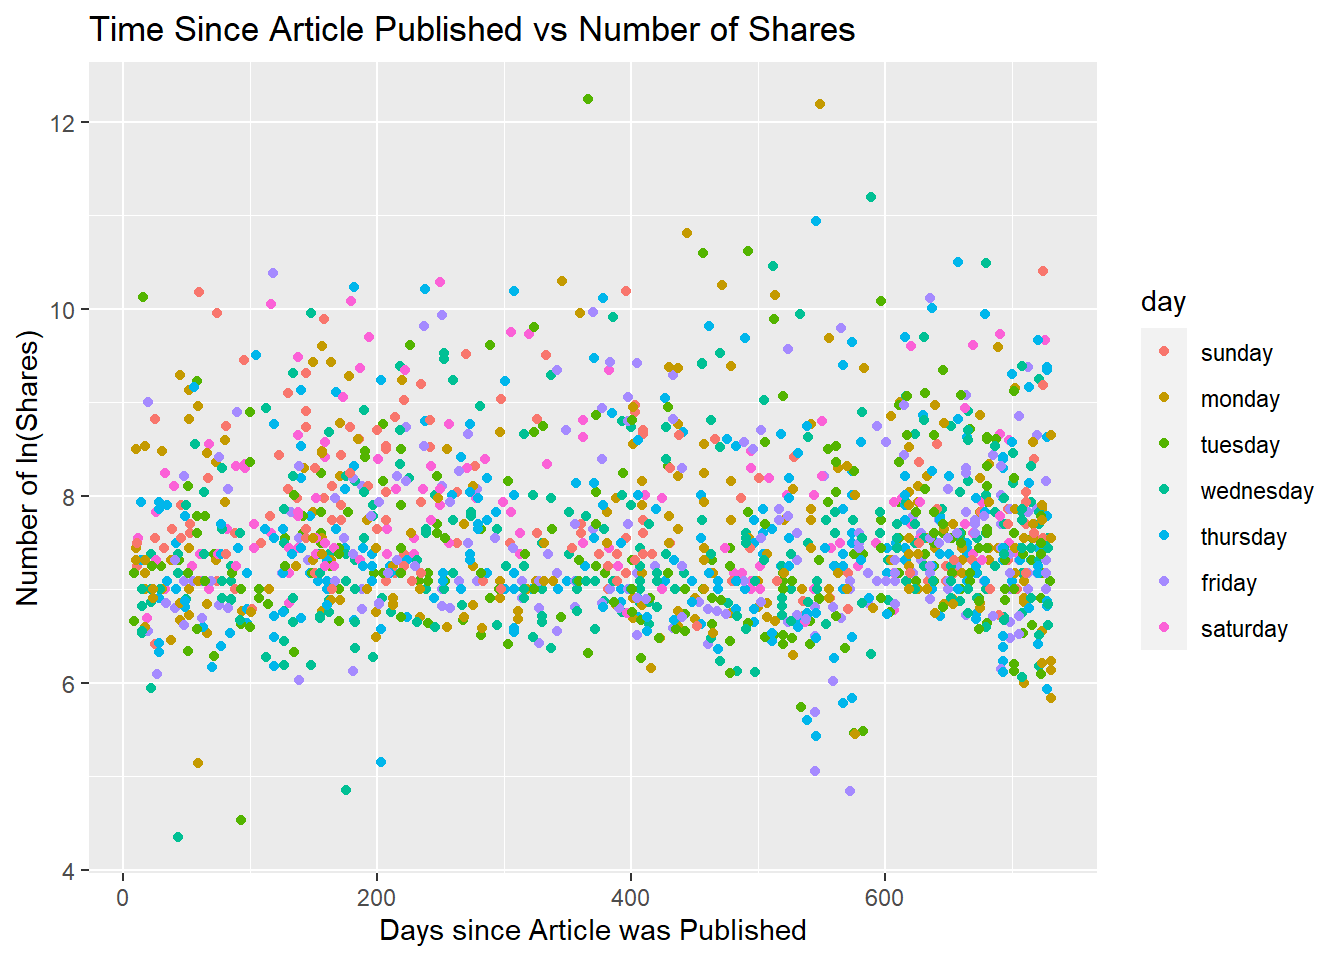 Time Since Article Published vs Number of Shares
Number of ln(Shares)
12
10
8
6
4
0
200
400
600
Days since Article was Published
day
sunday
monday
tuesday
wednesday
thursday
friday
saturday